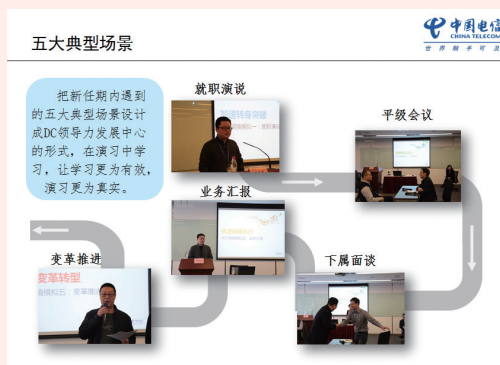 五大典型场景
中国电信
CHINA TELECOM
世界触手可及
把新任期内遇到
的五大典型场景设计
成DC领导力发展中心
的形式，在演习中学
习，让学习更为有效，
演习更为真实。
就职演说
平级会议
业务汇报
变革推进
下属面谈
变革转型